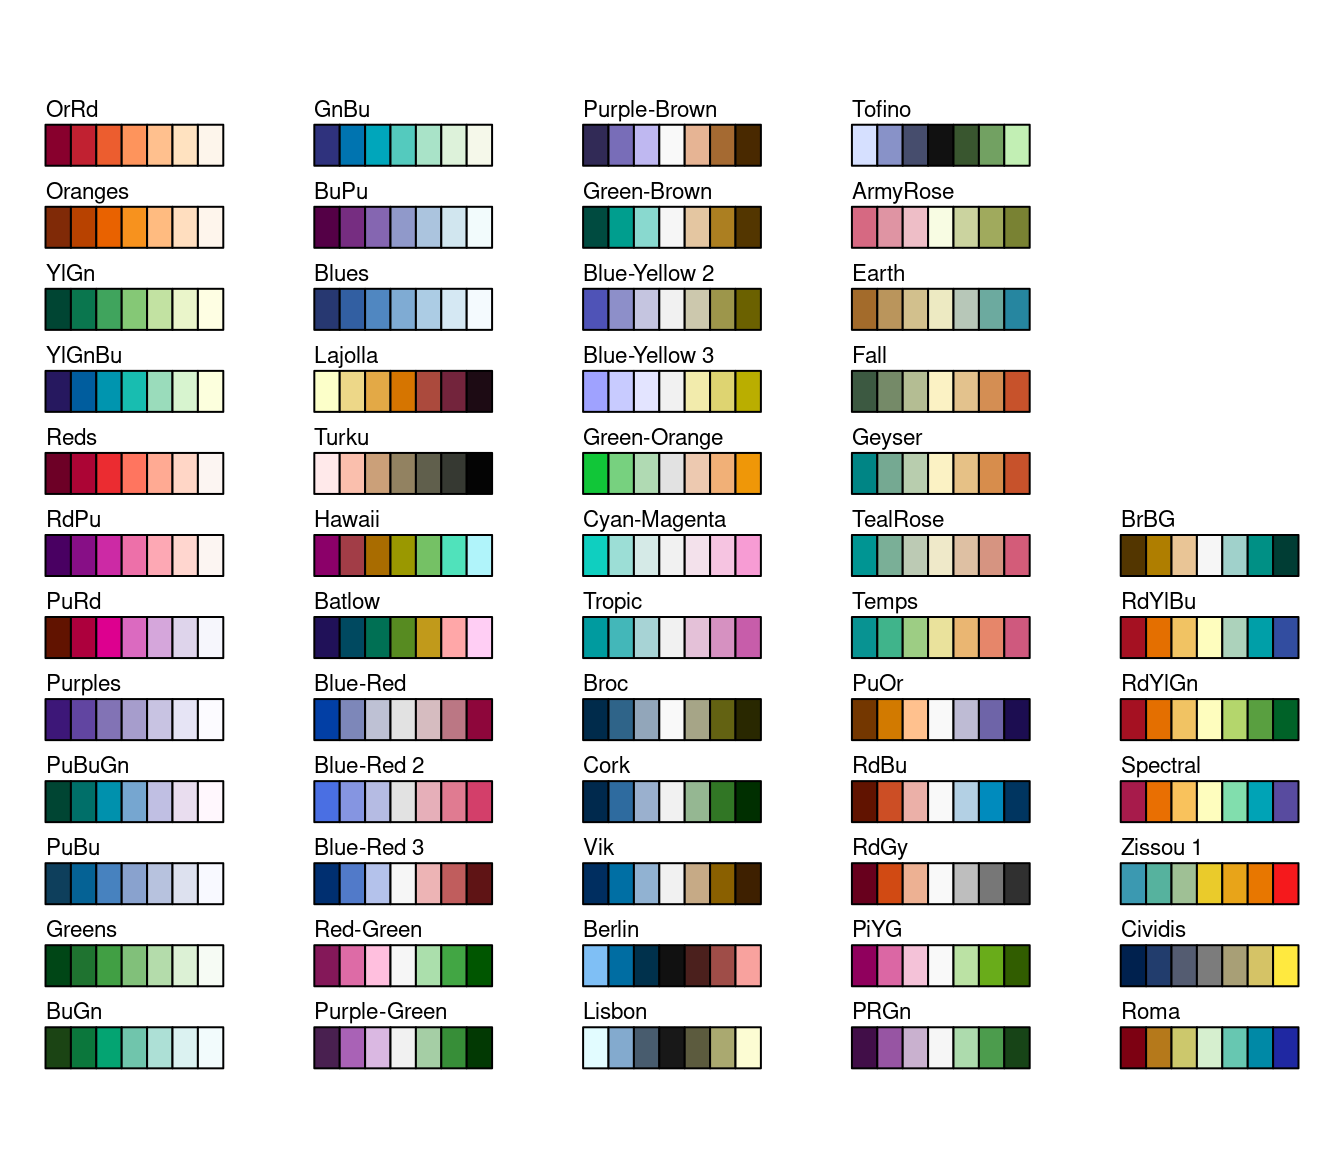 OrRd
Oranges
YlGn
YlGnBu
Reds
RdPu
PuRd
Purples
PuBuGn
PuBu
Greens
BuGn
GnBu
BuPu
Blues
Lajolla
Turku
Hawaii
Batlow
Blue-Red
Blue-Red 2
Blue-Red 3
Red-Green
Purple-Green
Purple-Brown
Green-Brown
Blue-Yellow 2
Blue-Yellow 3
Green-Orange
Cyan-Magenta
Tropic
Broc
Cork
Vik
Berlin
Lisbon
Tofino
ArmyRose
Earth
Fall
Geyser
TealRose
Temps
PuOr
RdBu
RdGy
PiYG
PRGn
BrBG
RdYlBu
RdYlGn
Spectral
Zissou 1
Cividis
Roma